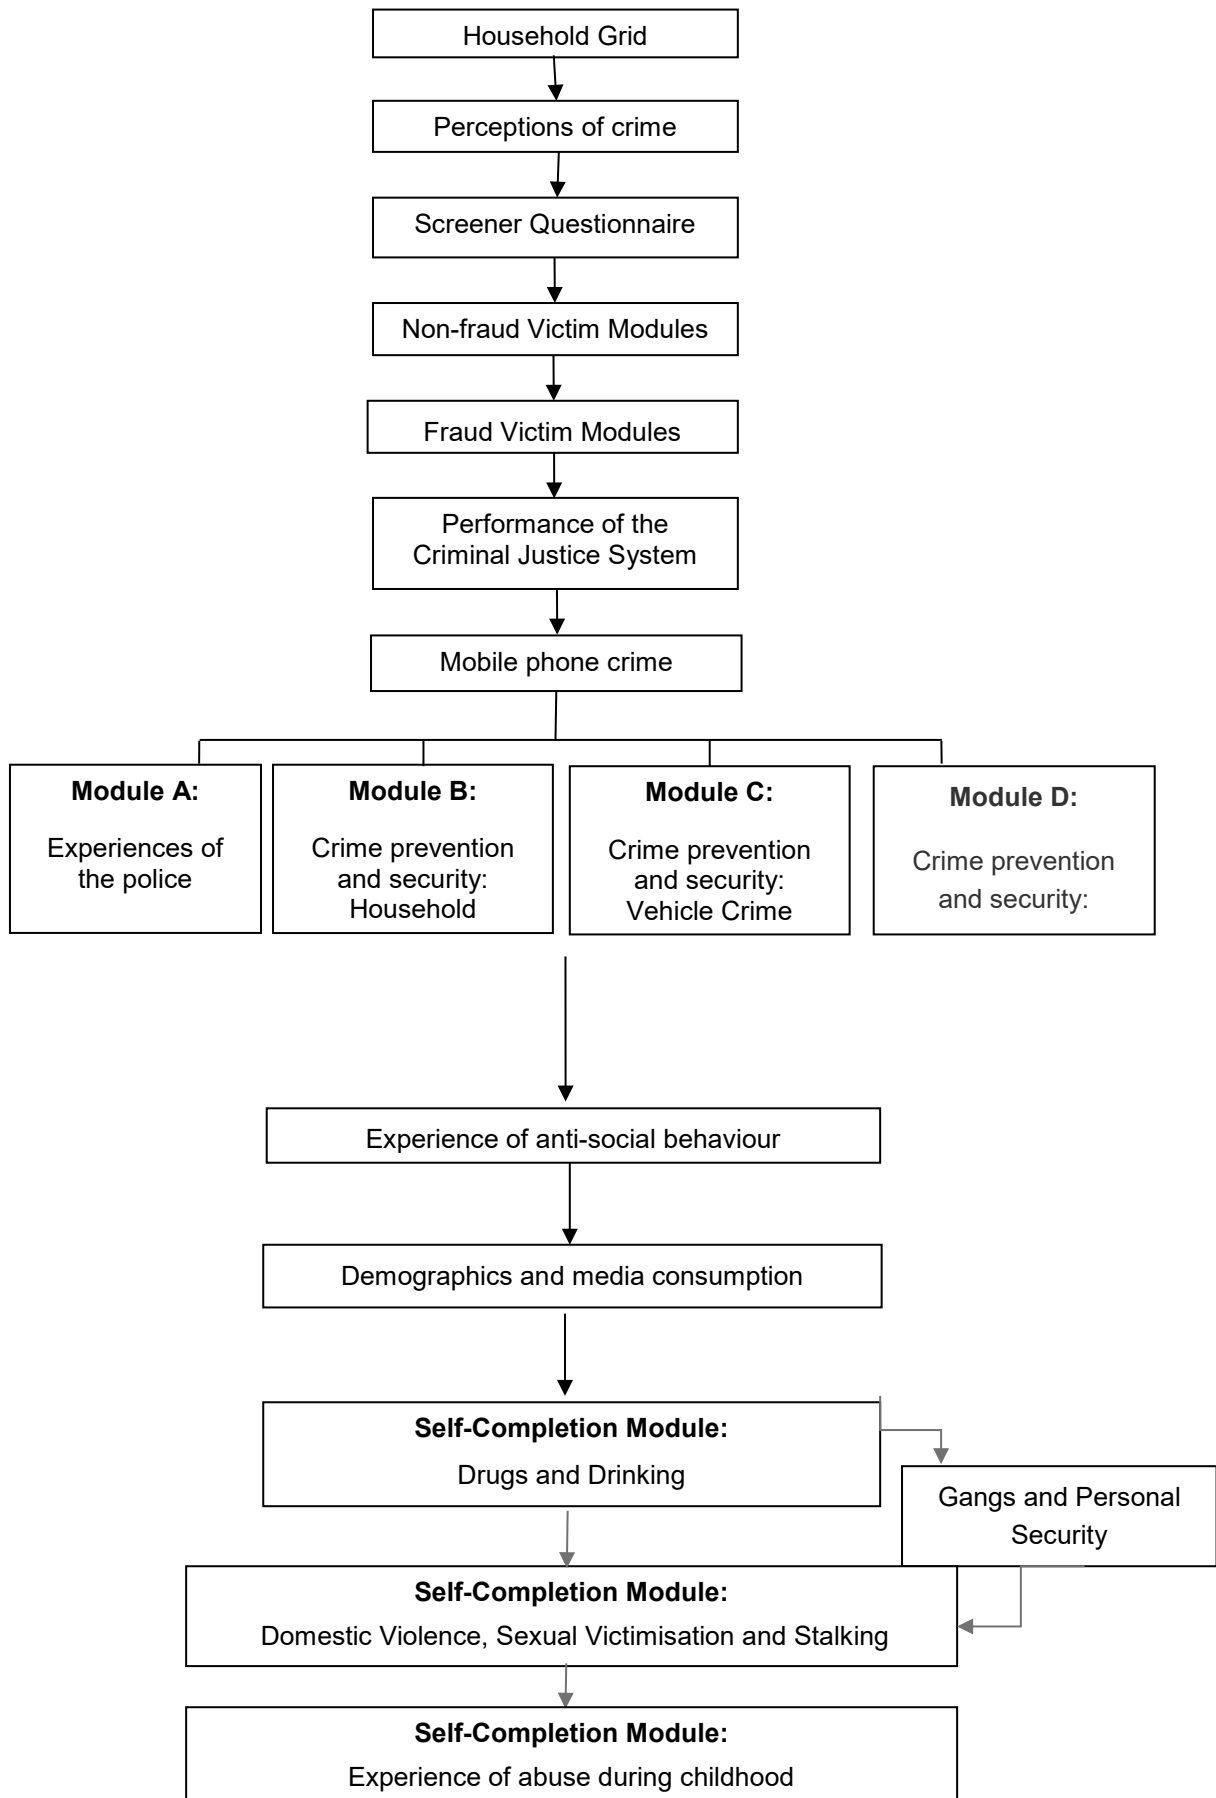 Household Grid
Perceptions of crime
Screener Questionnaire
Non-fraud Victim Modules
Fraud Victim Modules
Performance of the
Criminal Justice System
Mobile phone crime
Module A:
Experiences of
the police
Module B:
Crime prevention
and security:
Household
Module C:
Crime prevention
and security:
Vehicle Crime
Module D:
Crime prevention
and security:
Experience of anti-social behaviour
Demographics and media consumption
Self-Completion Module:
Drugs and Drinking
Gangs and Personal
Security
Self-Completion Module:
Domestic Violence, Sexual Victimisation and Stalking
Self-Completion Module:
Experience of abuse during childhood